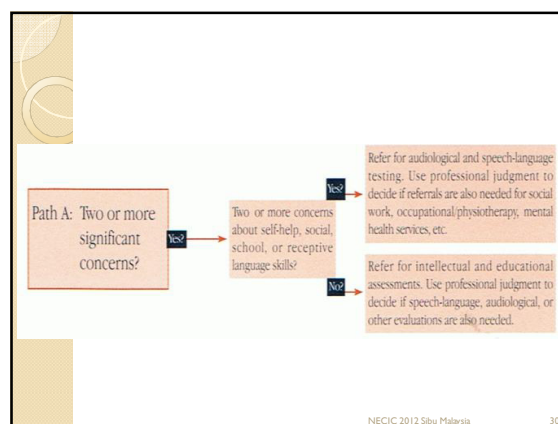 Path A: Two or more
significant
concerns?
Yes?
Two or more concerns
about self-help, social,
school, or receptive
language skills?
Yes?
Refer for audiological and speech-language
testing. Use professional judgment to
decide if referrals are also needed for social
work, occupational/physiotherapy, mental
health services, etc.
No?
Refer for intellectual and educational
assessments. Use professional judgment to
decide if speech-language, audiological, or
other evaluations are also needed.
NECIC 2012 Sibu Malaysia
30